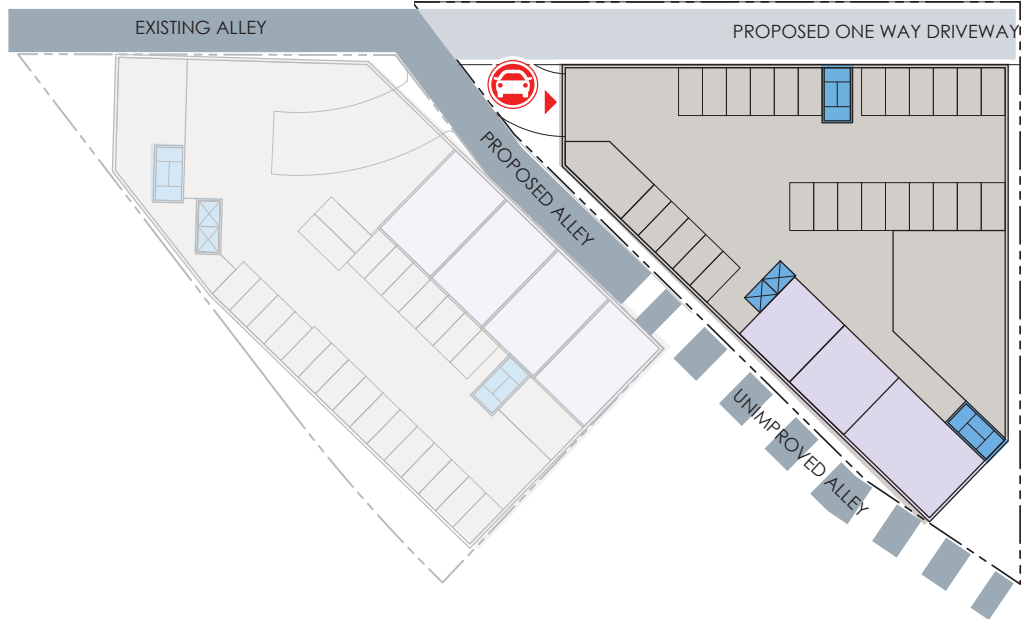 EXISTING ALLEY
PROPOSED ONE WAY DRIVEWAY
PROPOSED ALLEY
UNIMPROVED ALLEY